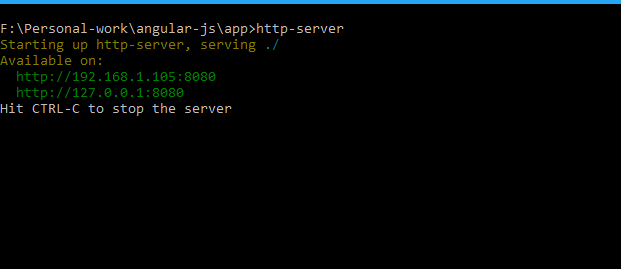 F:\Personal-work\angular-js\app>http-server
Starting up http-server, serving ./
Available on:
  http://192.168.1.105:8080
  http://127.0.0.1:8080
Hit CTRL-C to stop the server